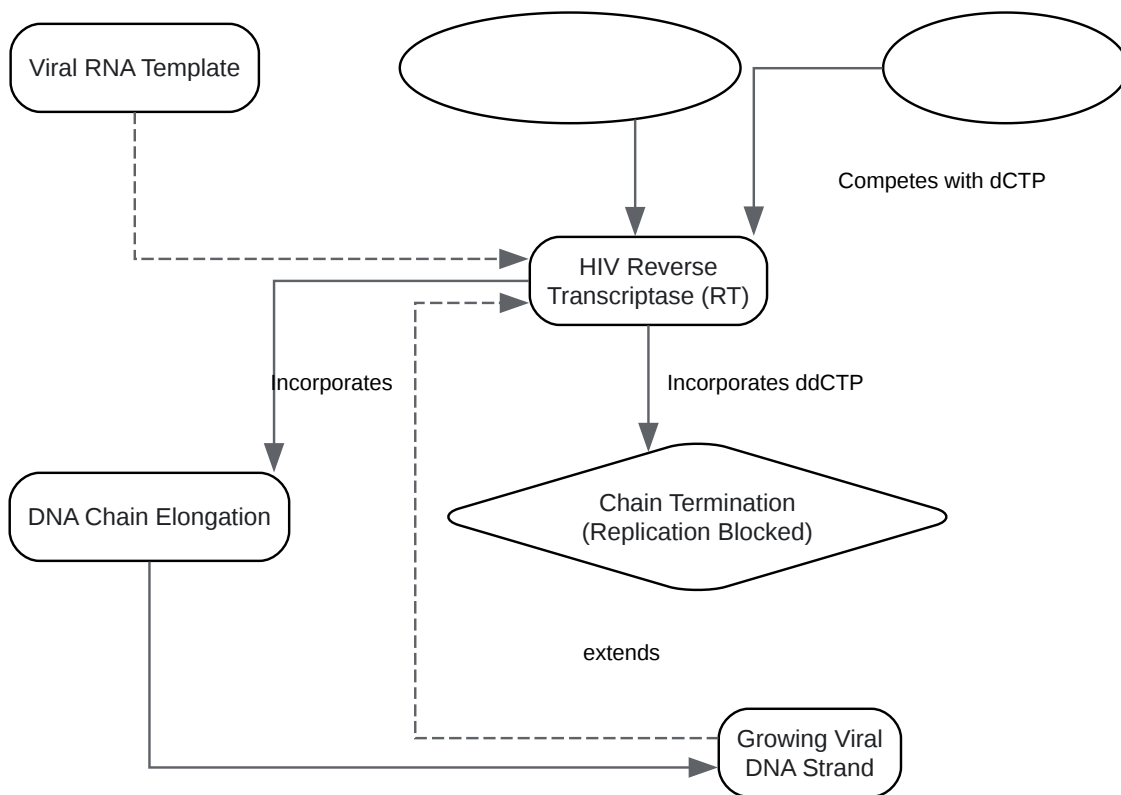 Viral RNA Template
Competes with dCTP
HIV Reverse
Transcriptase (RT)
Incorporates
Incorporates ddCTP
DNA Chain Elongation
Chain Termination
(Replication Blocked)
extends
Growing Viral
DNA Strand